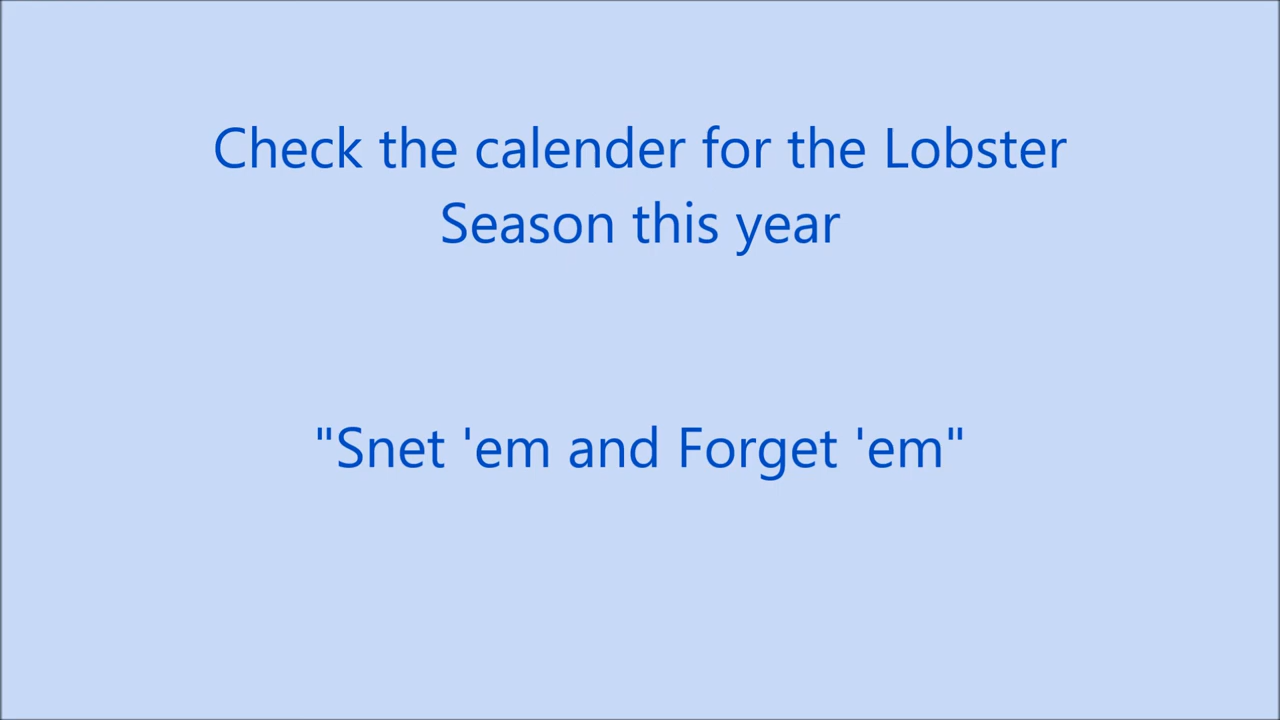 Check the calender for the Lobster
Season this year
"Snet 'em and Forget 'em"